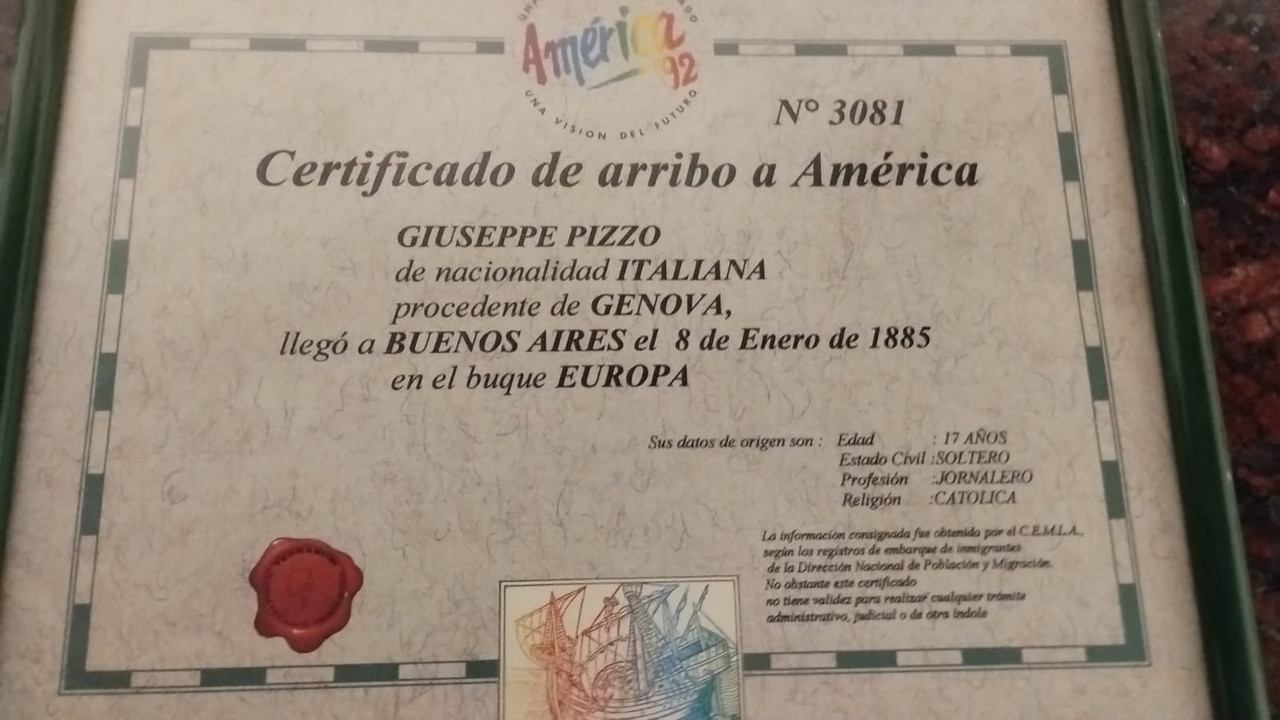 América
92
UNA VISION DEL FUTURO
Nº 3081
Certificado de arribo a América
GIUSEPPE PIZZO
de nacionalidad ITALIANA
procedente de GENOVA,
llegó a BUENOS AIRES el 8 de Enero de 1885
en el buque EUROPA
Sus datos de origen son : Edad : 17 AÑOS
Estado Civil :SOLTERO
Profesión :JORNALERO
Religión :CATOLICA
La informacion consignada fue obtenida por el C.E.M.L.A.,
según los registros de embarque de inmigrantes
de la Dirección Nacional de Población y Migración.
No obstante este certificado
no tiene validez para realizar cualquier trámite
administrativo, judicial o de otra índole